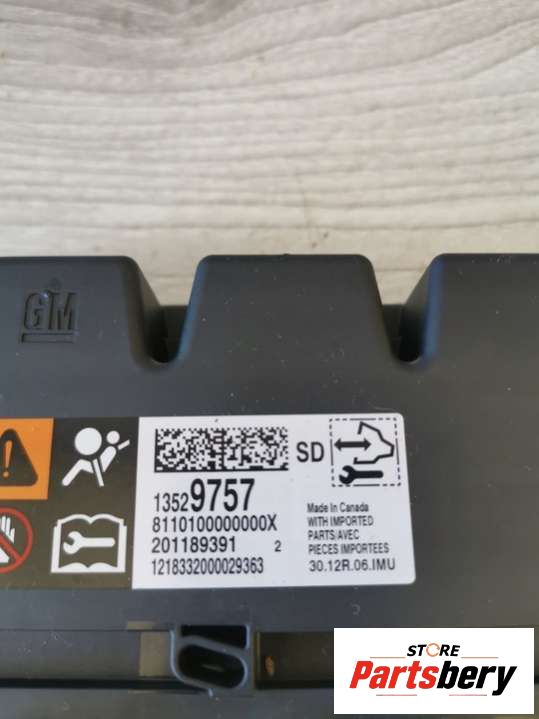 GM
SD
13529757
8110100000000X
201189391 2
1218332000029363
Made In Canada
WITH IMPORTED
PARTS/AVEC
PIECES IMPORTEES
30.12R.06.IMU
STORE
Partsbery